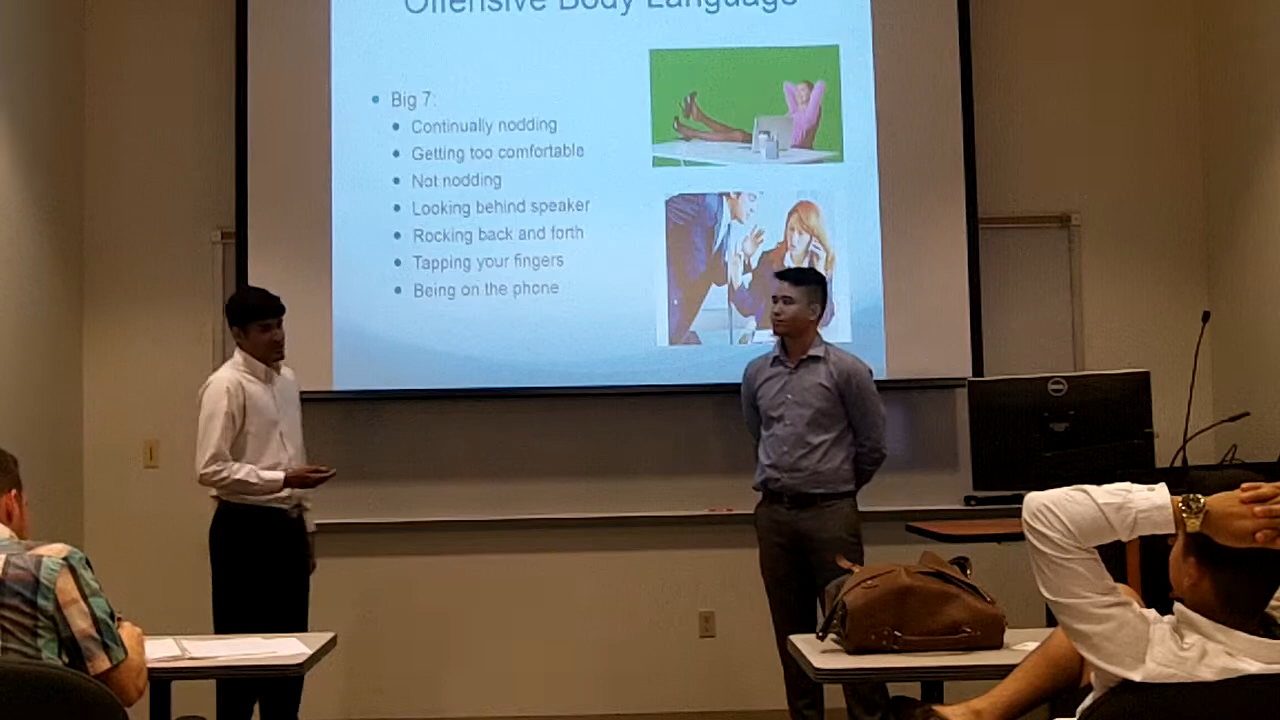 Offensive Body Language
Big 7:
Continually nodding
Getting too comfortable
Not nodding
Looking behind speaker
Rocking back and forth
Tapping your fingers
Being on the phone
DELL